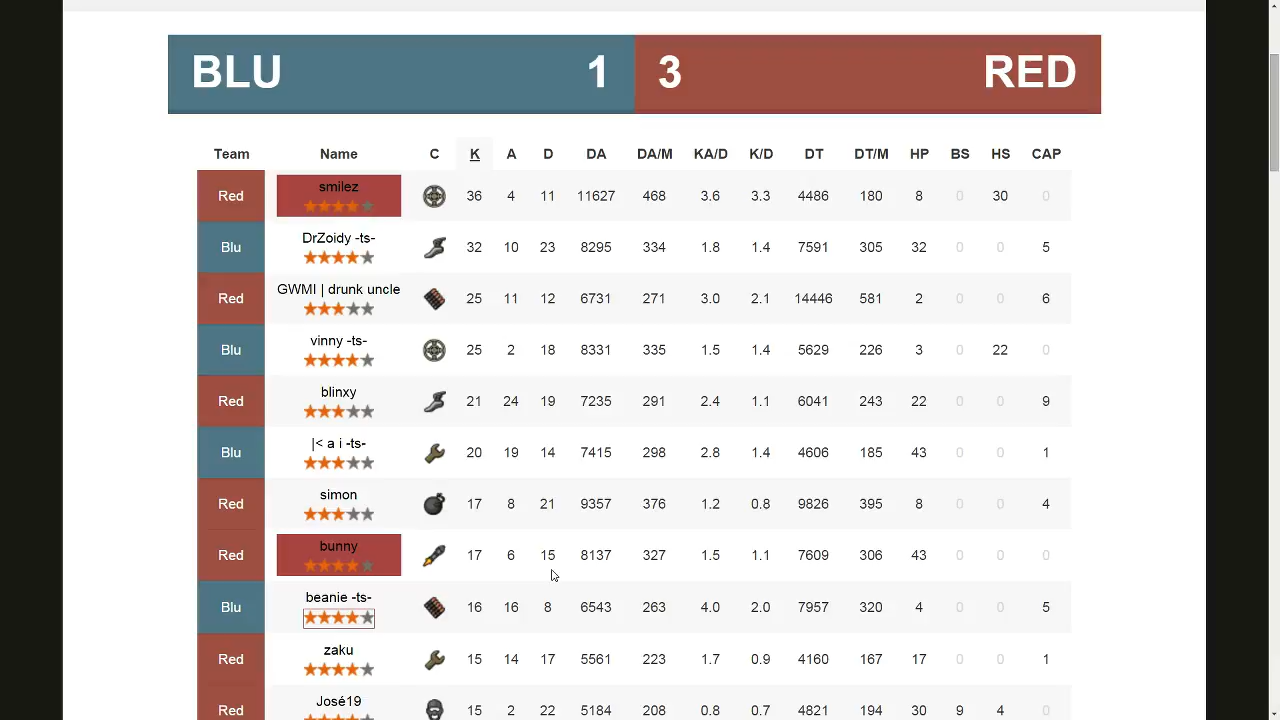 BLU 1 3 RED
Team Name C K A D DA DA/M KA/D K/D DT DT/M HP BS HS CAP
Red smilez 36 4 11 11627 468 3.6 3.3 4486 180 8 0 30 0
Blu DrZoidy -ts- 32 10 23 8295 334 1.8 1.4 7591 305 32 0 0 5
Red GWMI | drunk uncle 25 11 12 6731 271 3.0 2.1 14446 581 2 0 0 6
Blu vinny -ts- 25 2 18 8331 335 1.5 1.4 5629 226 3 0 22 0
Red blinxy 21 24 19 7235 291 2.4 1.1 6041 243 22 0 0 9
Blu |< a i -ts- 20 19 14 7415 298 2.8 1.4 4606 185 43 0 0 1
Red simon 17 8 21 9357 376 1.2 0.8 9826 395 8 0 0 4
Red bunny 17 6 15 8137 327 1.5 1.1 7609 306 43 0 0 0
Blu beanie -ts- 16 16 8 6543 263 4.0 2.0 7957 320 4 0 0 5
Red zaku 15 14 17 5561 223 1.7 0.9 4160 167 17 0 0 1
Red José19 15 2 22 5184 208 0.8 0.7 4821 194 30 9 4 0